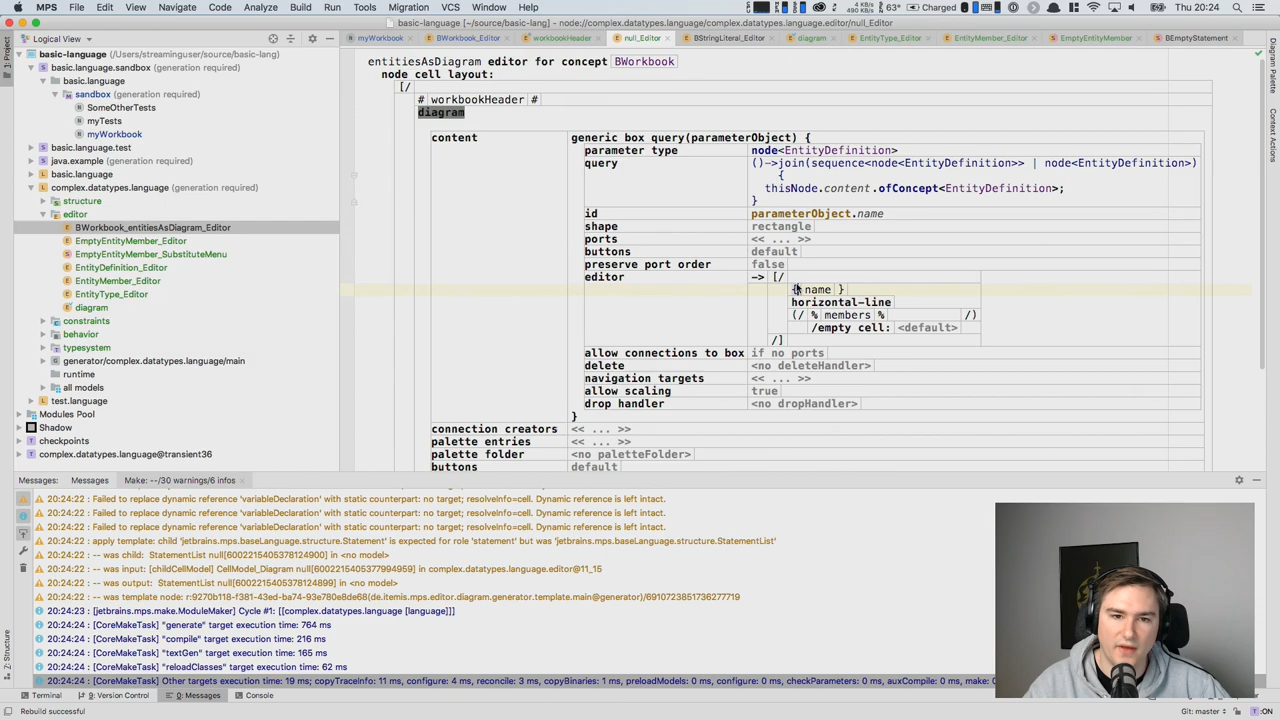 MPS File Edit View Navigate Code Analyze Build Run Tools Migration VCS Window Help
63° Charged Thu 20:24
basic-language [~/source/basic-lang] - node://complex.datatypes.language/complex.datatypes.language.editor/null_Editor
Logical View
myWorkbook BWorkbook_Editor workbookHeader null_Editor BStringLiteral_Editor diagram EntityType_Editor EntityMember_Editor EmptyEntityMember BEmptyStatement
1: Project
basic-language (/Users/streaminguser/source/basic-lang)
basic.language.sandbox (generation required)
basic.language
sandbox (generation required)
SomeOtherTests
myTests
myWorkbook
basic.language.test
java.example (generation required)
basic.language
complex.datatypes.language (generation required)
structure
editor
BWorkbook_entitiesAsDiagram_Editor
EmptyEntityMember_Editor
EmptyEntityMember_SubstituteMenu
EntityDefinition_Editor
EntityMember_Editor
EntityType_Editor
diagram
constraints
behavior
typesystem
generator/complex.datatypes.language/main
runtime
all models
test.language
Modules Pool
Shadow
checkpoints
complex.datatypes.language@transient36
entitiesAsDiagram editor for concept BWorkbook
node cell layout:
[/
# workbookHeader #
diagram
content generic box query(parameterObject) {
parameter type node<EntityDefinition>
query ()->join(sequence<node<EntityDefinition>> | node<EntityDefinition>)
{
thisNode.content.ofConcept<EntityDefinition>;
}
id parameterObject.name
shape rectangle
ports << ... >>
buttons default
preserve port order false
editor -> [/
{ name }
horizontal-line
(/ % members % /)
/empty cell: <default>
/]
allow connections to box if no ports
delete <no deleteHandler>
navigation targets << ... >>
allow scaling true
drop handler <no dropHandler>
}
connection creators << ... >>
palette entries << ... >>
palette folder <no paletteFolder>
buttons default
Diagram Palette
Context Actions
Messages: Messages Make: --/30 warnings/6 infos
20:24:22 : Failed to replace dynamic reference 'variableDeclaration' with static counterpart: no target; resolveInfo=cell. Dynamic reference is left intact.
20:24:22 : Failed to replace dynamic reference 'variableDeclaration' with static counterpart: no target; resolveInfo=cell. Dynamic reference is left intact.
20:24:22 : Failed to replace dynamic reference 'variableDeclaration' with static counterpart: no target; resolveInfo=cell. Dynamic reference is left intact.
20:24:22 : apply template: child 'jetbrains.mps.baseLanguage.structure.Statement' is expected for role 'statement' but was 'jetbrains.mps.baseLanguage.structure.StatementList'
20:24:22 : -- was child: StatementList null[6002215405378124900] in <no model>
20:24:22 : -- was input: [childCellModel] CellModel_Diagram null[6002215405377994959] in complex.datatypes.language.editor@11_15
20:24:22 : -- was output: StatementList null[6002215405378124899] in <no model>
20:24:22 : -- was template node: r:9270b118-f381-43ed-ba74-93e780e8de68(de.itemis.mps.editor.diagram.generator.template.main@generator)/6910723851736277719
20:24:23 : [jetbrains.mps.make.ModuleMaker] Cycle #1: [[complex.datatypes.language [language]]]
20:24:24 : [CoreMakeTask] "generate" target execution time: 764 ms
20:24:24 : [CoreMakeTask] "compile" target execution time: 216 ms
20:24:24 : [CoreMakeTask] "textGen" target execution time: 165 ms
20:24:24 : [CoreMakeTask] "reloadClasses" target execution time: 62 ms
20:24:24 : [CoreMakeTask] Other targets execution time: 19 ms; copyTraceInfo: 11 ms, configure: 4 ms, reconcile: 3 ms, copyBinaries: 1 ms, preloadModels: 0 ms, configure: 0 ms, checkParameters: 0 ms, auxCompile: 0 ms, make: 0
Z: Structure
Terminal 9: Version Control 0: Messages Console
Rebuild successful
Git: master T:ON